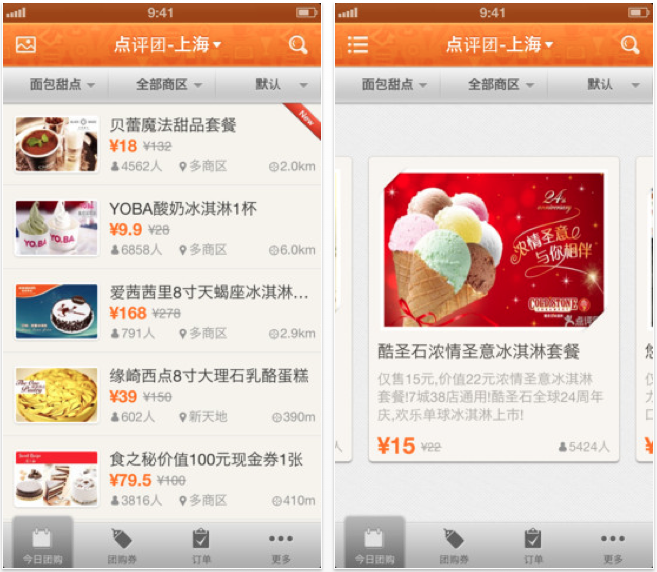 9:41
点评团-上海
面包甜点
全部商区
默认
New
贝蕾魔法甜品套餐
¥18 ¥132
4562人 多商区 2.0km
YO.BA
YO.BA
YOBA酸奶冰淇淋1杯
¥9.9 ¥28
6858人 多商区 6.0km
爱茜茜里8寸天蝎座冰淇淋…
¥168 ¥278
791人 多商区 2.9km
缘崎西点8寸大理石乳酪蛋糕
¥39 ¥150
602人 新天地 390m
食之秘价值100元现金券1张
¥79.5 ¥100
3816人 多商区 410m
今日团购
团购券
订单
更多
9:41
点评团-上海
面包甜点
全部商区
默认
24th
anniversary
浓情圣意
与你相伴
COLD STONE
点评团
酷圣石浓情圣意冰淇淋套餐
仅售15元,价值22元浓情圣意冰淇淋
套餐!7城38店通用!酷圣石全球24周年
庆,欢乐单球冰淇淋上市!
¥15 ¥22
5424人
人
今日团购
团购券
订单
更多